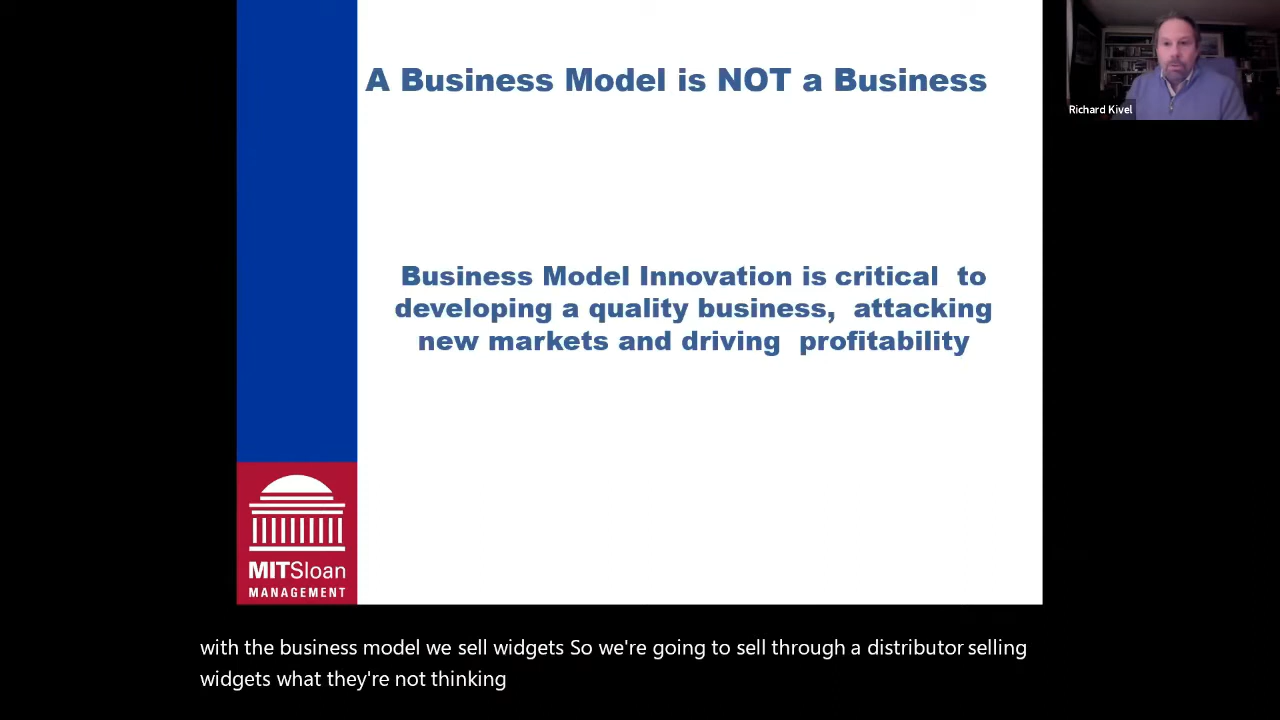 A Business Model is NOT a Business
Richard Kivel
Business Model Innovation is critical to
developing a quality business, attacking
new markets and driving profitability
MITSloan
MANAGEMENT
with the business model we sell widgets So we're going to sell through a distributor selling
widgets what they're not thinking